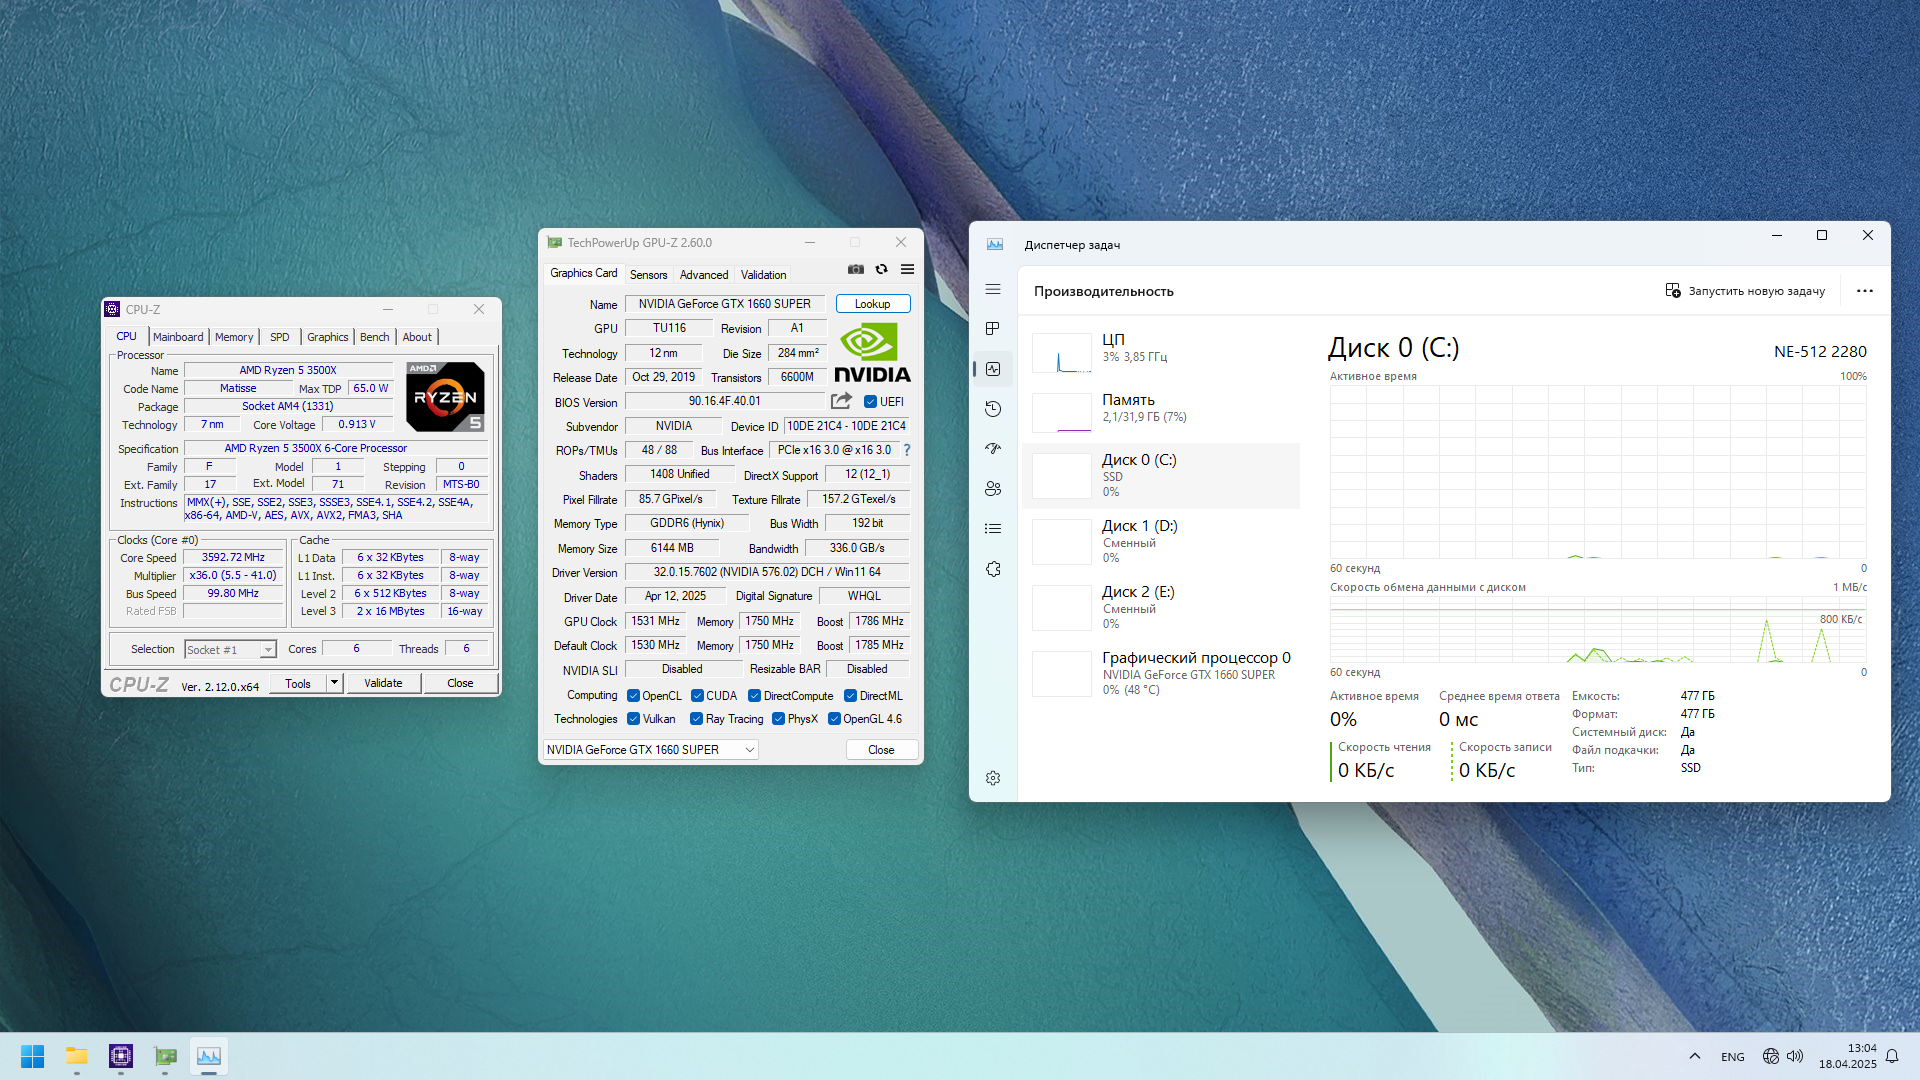 CPU-Z
CPU Mainboard Memory SPD Graphics Bench About
Processor
Name AMD Ryzen 5 3500X
Code Name Matisse Max TDP 65.0 W
Package Socket AM4 (1331)
Technology 7 nm Core Voltage 0.913 V
AMD RYZEN 5
Specification AMD Ryzen 5 3500X 6-Core Processor
Family F Model 1 Stepping 0
Ext. Family 17 Ext. Model 71 Revision MTS-B0
Instructions MMX(+), SSE, SSE2, SSE3, SSSE3, SSE4.1, SSE4.2, SSE4A,
x86-64, AMD-V, AES, AVX, AVX2, FMA3, SHA
Clocks (Core #0)
Core Speed 3592.72 MHz
Multiplier x36.0 (5.5 - 41.0)
Bus Speed 99.80 MHz
Rated FSB
Cache
L1 Data 6 x 32 KBytes 8-way
L1 Inst. 6 x 32 KBytes 8-way
Level 2 6 x 512 KBytes 8-way
Level 3 2 x 16 MBytes 16-way
Selection Socket #1 Cores 6 Threads 6
CPU-Z Ver. 2.12.0.x64 Tools Validate Close
TechPowerUp GPU-Z 2.60.0
Graphics Card Sensors Advanced Validation
Name NVIDIA GeForce GTX 1660 SUPER Lookup
GPU TU116 Revision A1
Technology 12 nm Die Size 284 mm²
Release Date Oct 29, 2019 Transistors 6600M
NVIDIA
BIOS Version 90.16.4F.40.01 UEFI
Subvendor NVIDIA Device ID 10DE 21C4 - 10DE 21C4
ROPs/TMUs 48 / 88 Bus Interface PCIe x16 3.0 @ x16 3.0 ?
Shaders 1408 Unified DirectX Support 12 (12_1)
Pixel Fillrate 85.7 GPixel/s Texture Fillrate 157.2 GTexel/s
Memory Type GDDR6 (Hynix) Bus Width 192 bit
Memory Size 6144 MB Bandwidth 336.0 GB/s
Driver Version 32.0.15.7602 (NVIDIA 576.02) DCH / Win11 64
Driver Date Apr 12, 2025 Digital Signature WHQL
GPU Clock 1531 MHz Memory 1750 MHz Boost 1786 MHz
Default Clock 1530 MHz Memory 1750 MHz Boost 1785 MHz
NVIDIA SLI Disabled Resizable BAR Disabled
Computing OpenCL CUDA DirectCompute DirectML
Technologies Vulkan Ray Tracing PhysX OpenGL 4.6
NVIDIA GeForce GTX 1660 SUPER Close
Диспетчер задач
Производительность Запустить новую задачу
ЦП
3% 3,85 ГГц
Память
2,1/31,9 ГБ (7%)
Диск 0 (C:)
SSD
0%
Диск 1 (D:)
Сменный
0%
Диск 2 (E:)
Сменный
0%
Графический процессор 0
NVIDIA GeForce GTX 1660 SUPER
0% (48 °C)
Диск 0 (C:) NE-512 2280
Активное время 100%
60 секунд 0
Скорость обмена данными с диском 1 МБ/с
800 КБ/с
60 секунд 0
Активное время Среднее время ответа
0% 0 мс
Скорость чтения Скорость записи
0 КБ/с 0 КБ/с
Емкость: 477 ГБ
Формат: 477 ГБ
Системный диск: Да
Файл подкачки: Да
Тип: SSD
ENG
13:04
18.04.2025